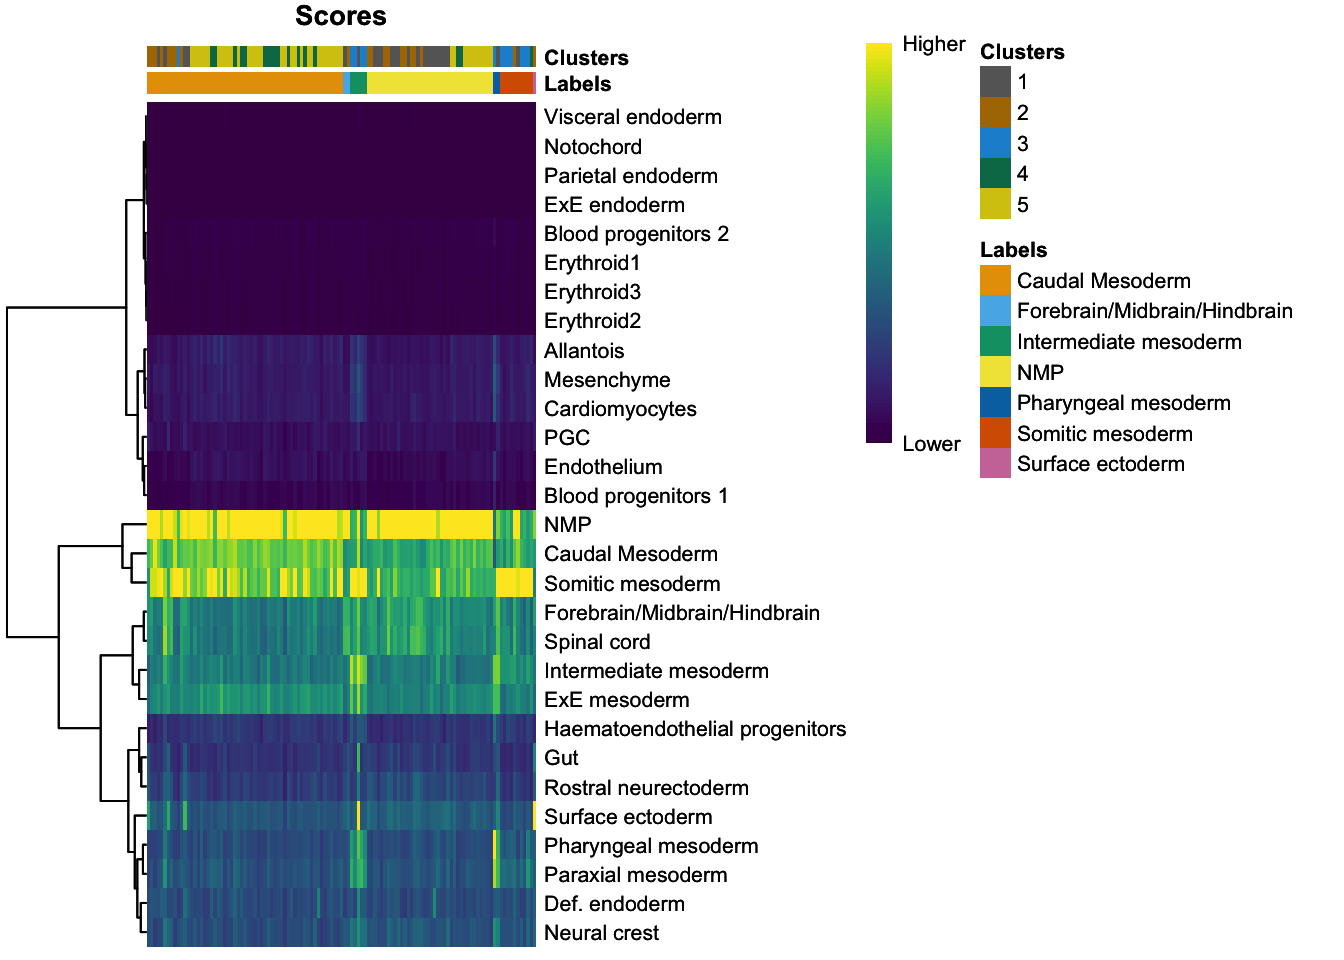 Scores
Clusters
Labels
Visceral endoderm
Notochord
Parietal endoderm
ExE endoderm
Blood progenitors 2
Erythroid1
Erythroid3
Erythroid2
Allantois
Mesenchyme
Cardiomyocytes
PGC
Endothelium
Blood progenitors 1
NMP
Caudal Mesoderm
Somitic mesoderm
Forebrain/Midbrain/Hindbrain
Spinal cord
Intermediate mesoderm
ExE mesoderm
Haematoendothelial progenitors
Gut
Rostral neurectoderm
Surface ectoderm
Pharyngeal mesoderm
Paraxial mesoderm
Def. endoderm
Neural crest
Higher
Lower
Clusters
1
2
3
4
5
Labels
Caudal Mesoderm
Forebrain/Midbrain/Hindbrain
Intermediate mesoderm
NMP
Pharyngeal mesoderm
Somitic mesoderm
Surface ectoderm